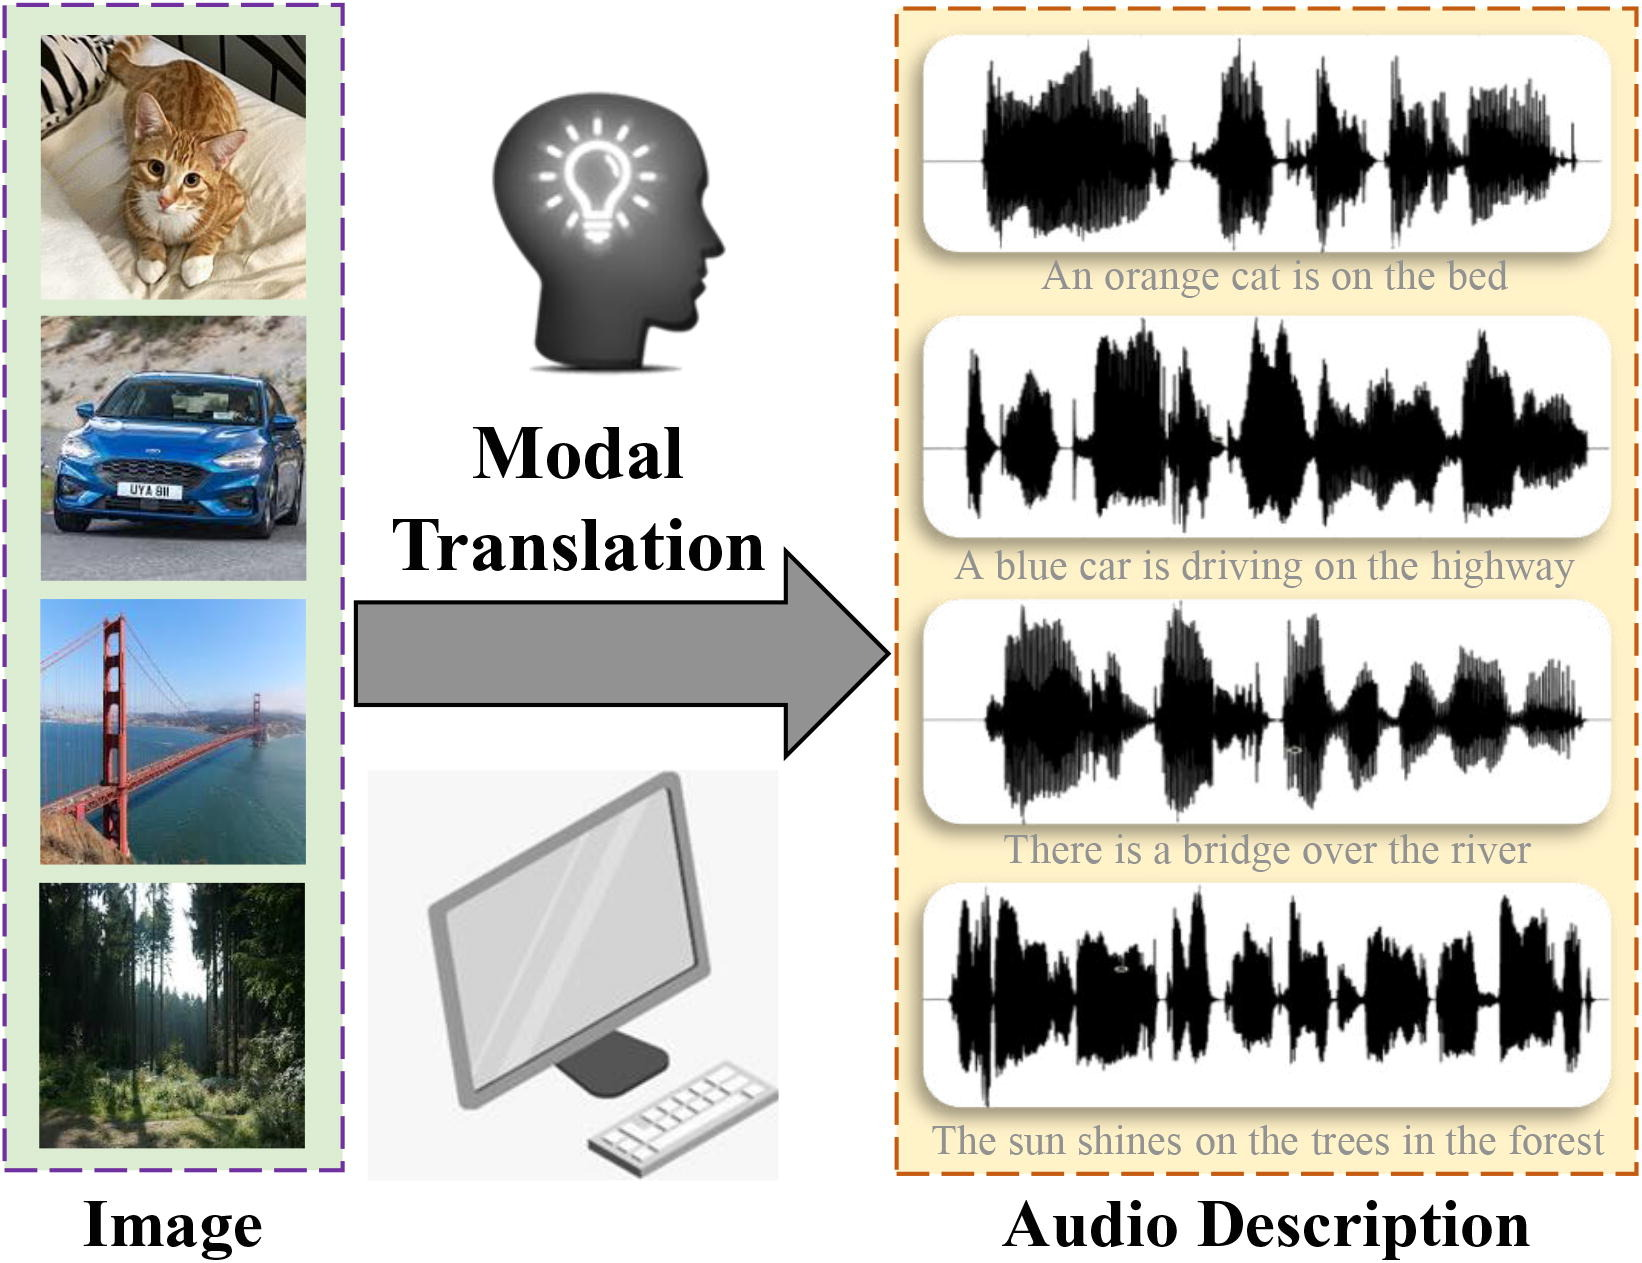 UYA 811
Modal
Translation
An orange cat is on the bed
A blue car is driving on the highway
There is a bridge over the river
The sun shines on the trees in the forest
Image
Audio Description